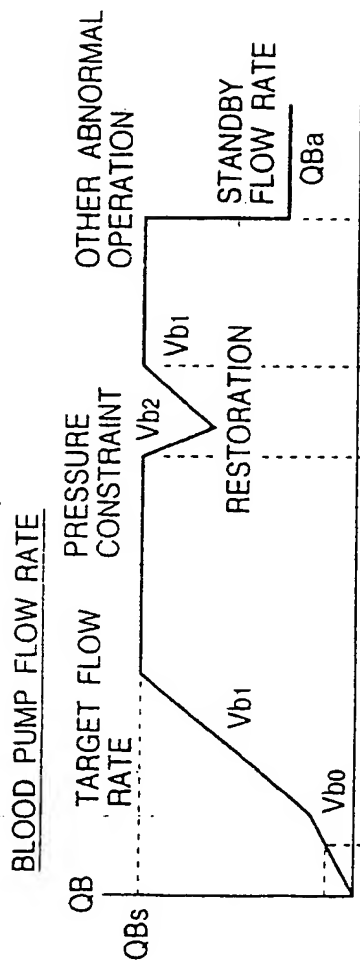 BLOOD PUMP FLOW RATE
QB
QBs
TARGET FLOW
RATE
Vb0
Vb1
PRESSURE
CONSTRAINT
Vb2
RESTORATION
Vb1
OTHER ABNORMAL
OPERATION
STANDBY
FLOW RATE
QBa